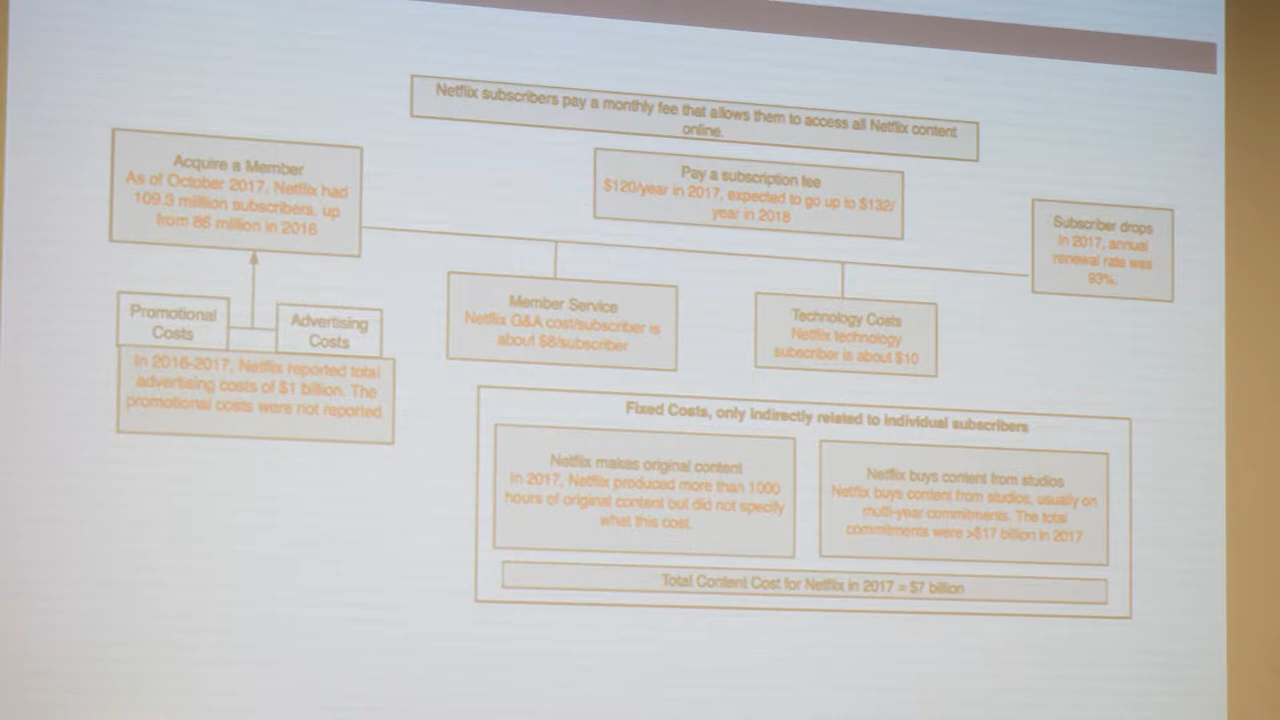 Netflix subscribers pay a monthly fee that allows them to access all Netflix content
online.
Acquire a Member
As of October 2017, Netflix had
109.3 million subscribers, up
from 86 million in 2016
Pay a subscription fee
$120/year in 2017, expected to go up to $132/
year in 2018
Subscriber drops
In 2017, annual
renewal rate was
93%.
Promotional
Costs
Advertising
Costs
In 2016-2017, Netflix reported total
advertising costs of $1 billion. The
promotional costs were not reported
Member Service
Netflix G&A cost/subscriber is
about $8/subscriber
Technology Costs
Netflix technology
subscriber is about $10
Fixed Costs, only indirectly related to individual subscribers
Netflix makes original content
In 2017, Netflix produced more than 1000
hours of original content but did not specify
what this cost.
Netflix buys content from studios
Netflix buys content from studios, usually on
multi-year commitments. The total
commitments were >$17 billion in 2017
Total Content Cost for Netflix in 2017 = $7 billion